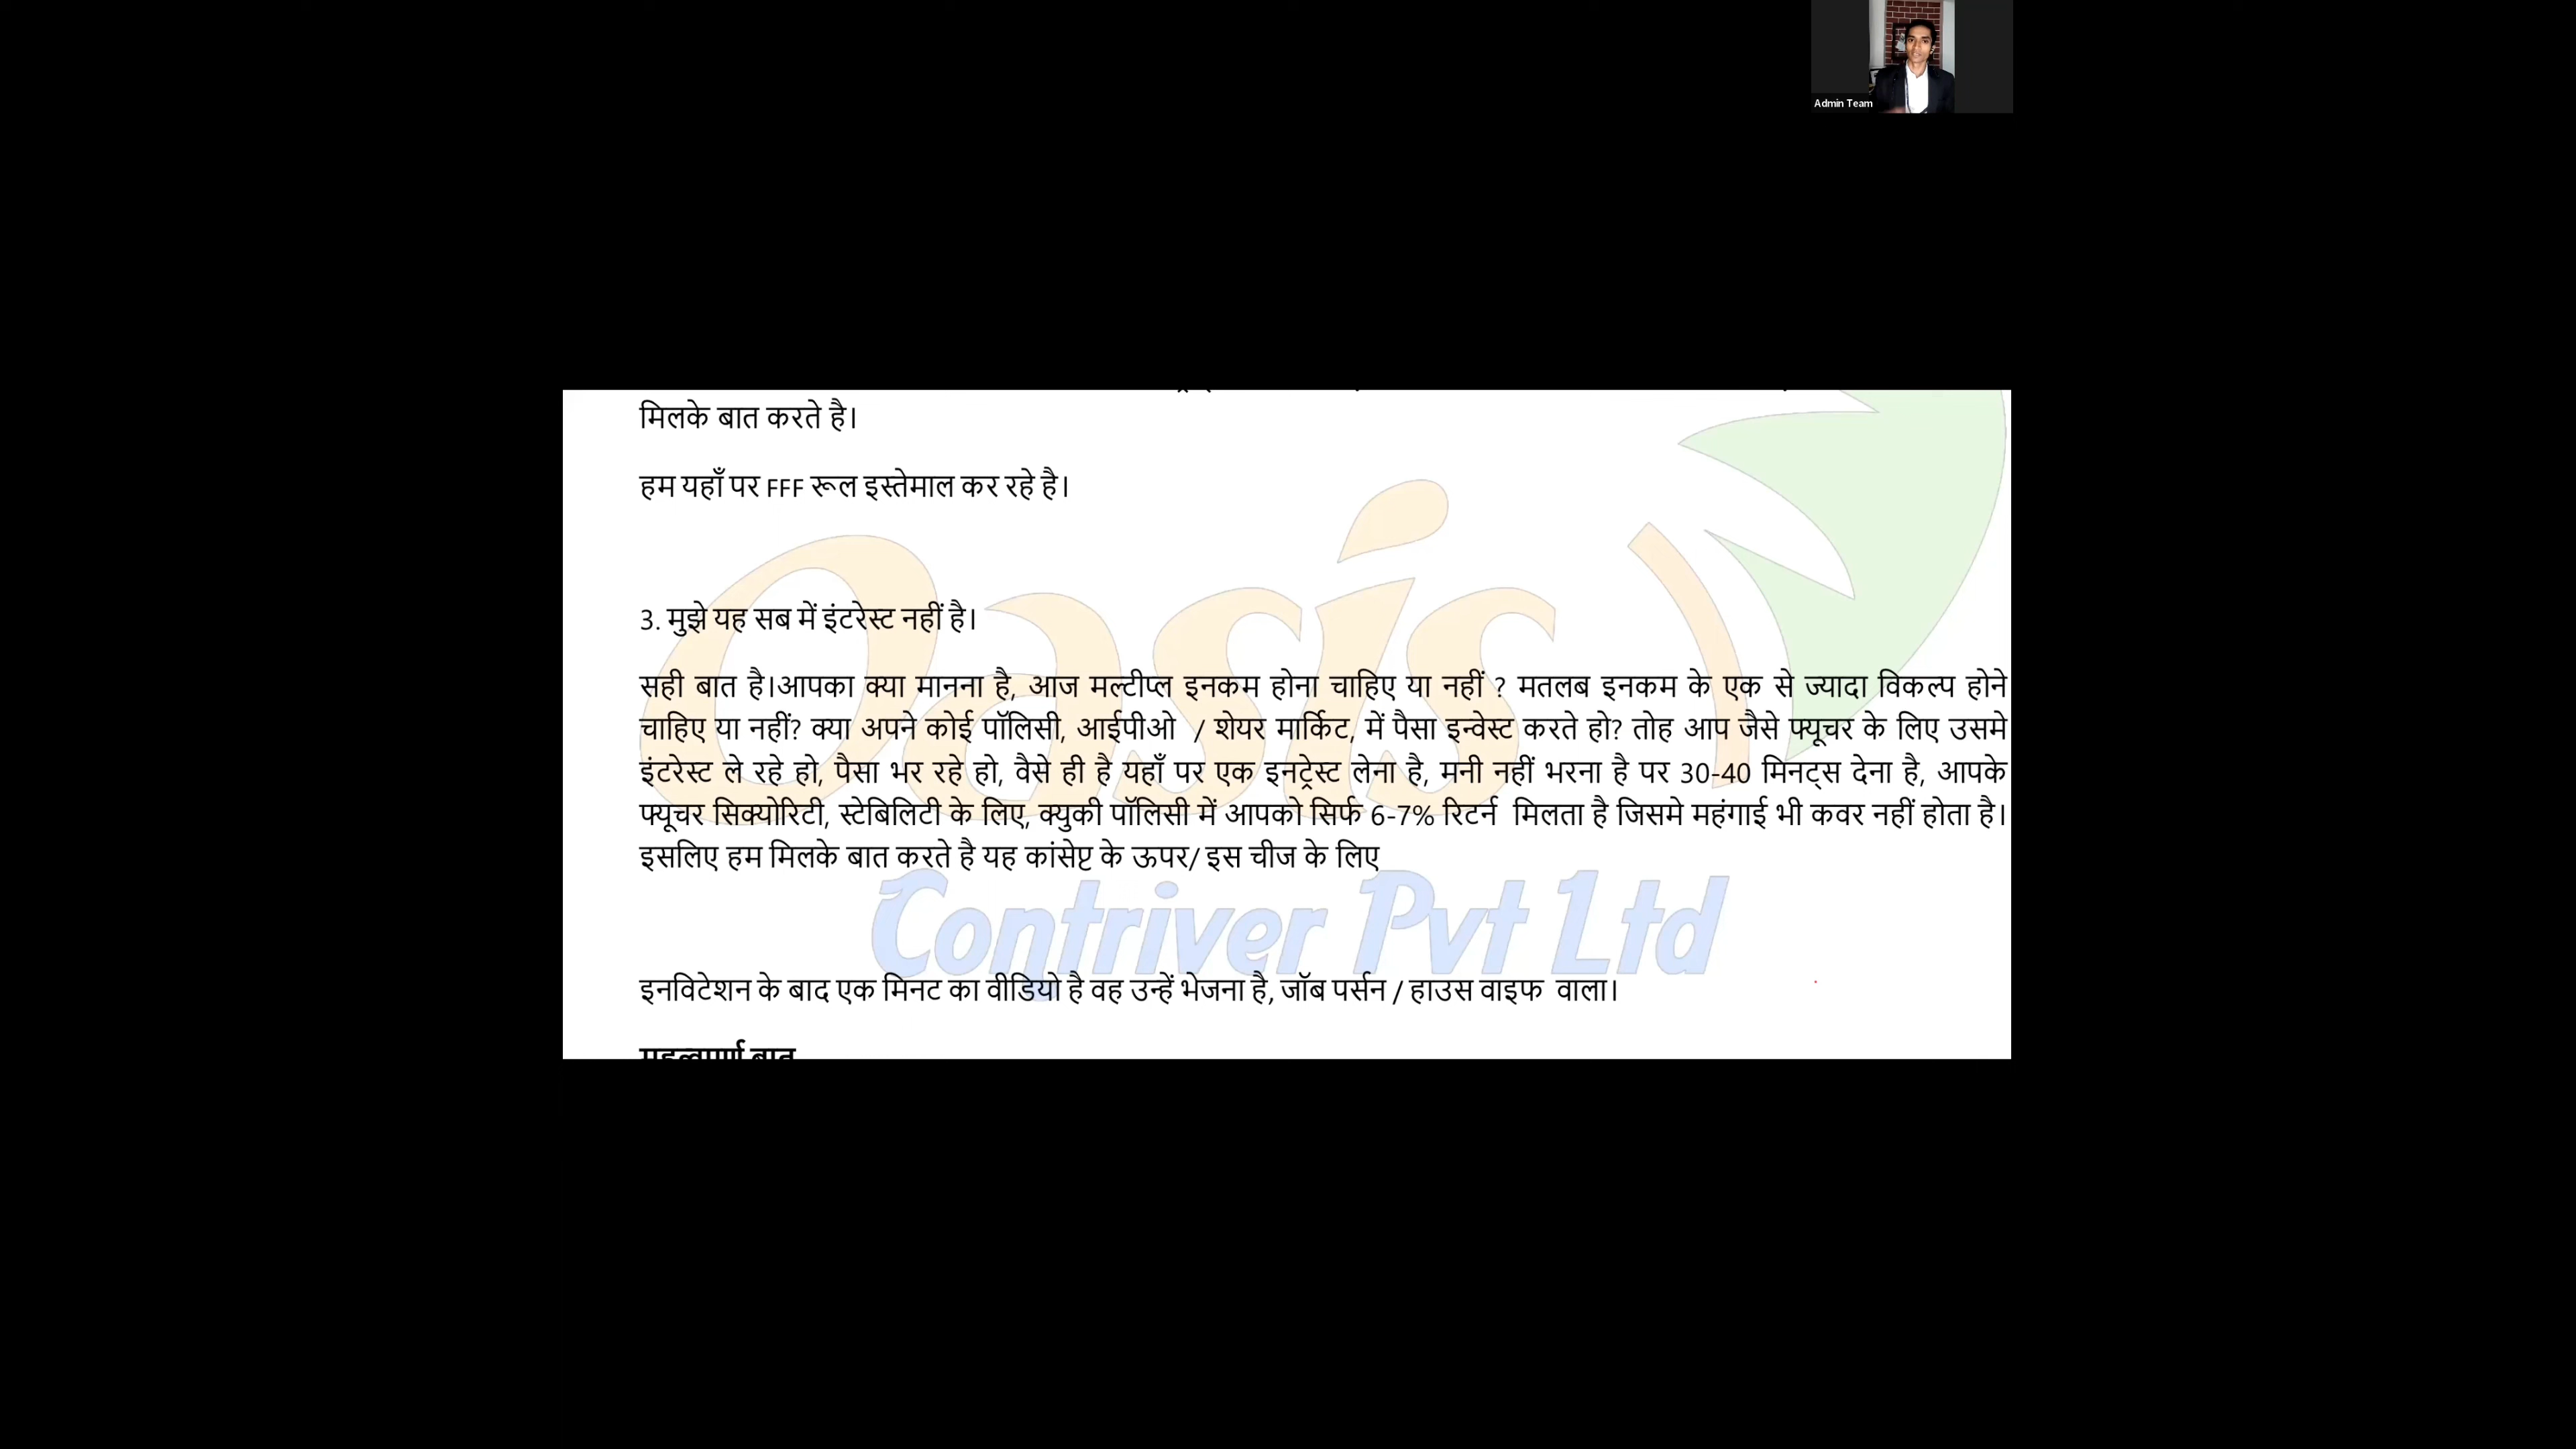 Admin Team
मिलके बात करते है।
हम यहाँ पर FFF रूल इस्तेमाल कर रहे है।
3. मुझे यह सब में इंटरेस्ट नहीं है।
सही बात है।आपका क्या मानना है, आज मल्टीप्ल इनकम होना चाहिए या नहीं ? मतलब इनकम के एक से ज्यादा विकल्प होने
चाहिए या नहीं? क्या अपने कोई पॉलिसी, आईपीओ / शेयर मार्किट, में पैसा इन्वेस्ट करते हो? तोह आप जैसे फ्यूचर के लिए उसमे
इंटरेस्ट ले रहे हो, पैसा भर रहे हो, वैसे ही है यहाँ पर एक इनट्रेस्ट लेना है, मनी नहीं भरना है पर 30-40 मिनट्स देना है, आपके
फ्यूचर सिक्योरिटी, स्टेबिलिटी के लिए, क्युकी पॉलिसी में आपको सिर्फ 6-7% रिटर्न मिलता है जिसमे महंगाई भी कवर नहीं होता है।
इसलिए हम मिलके बात करते है यह कांसेप्ट के ऊपर/ इस चीज के लिए
इनविटेशन के बाद एक मिनट का वीडियो है वह उन्हें भेजना है, जॉब पर्सन / हाउस वाइफ वाला।
महत्वपूर्ण बात
Oasis
Contriver Pvt Ltd